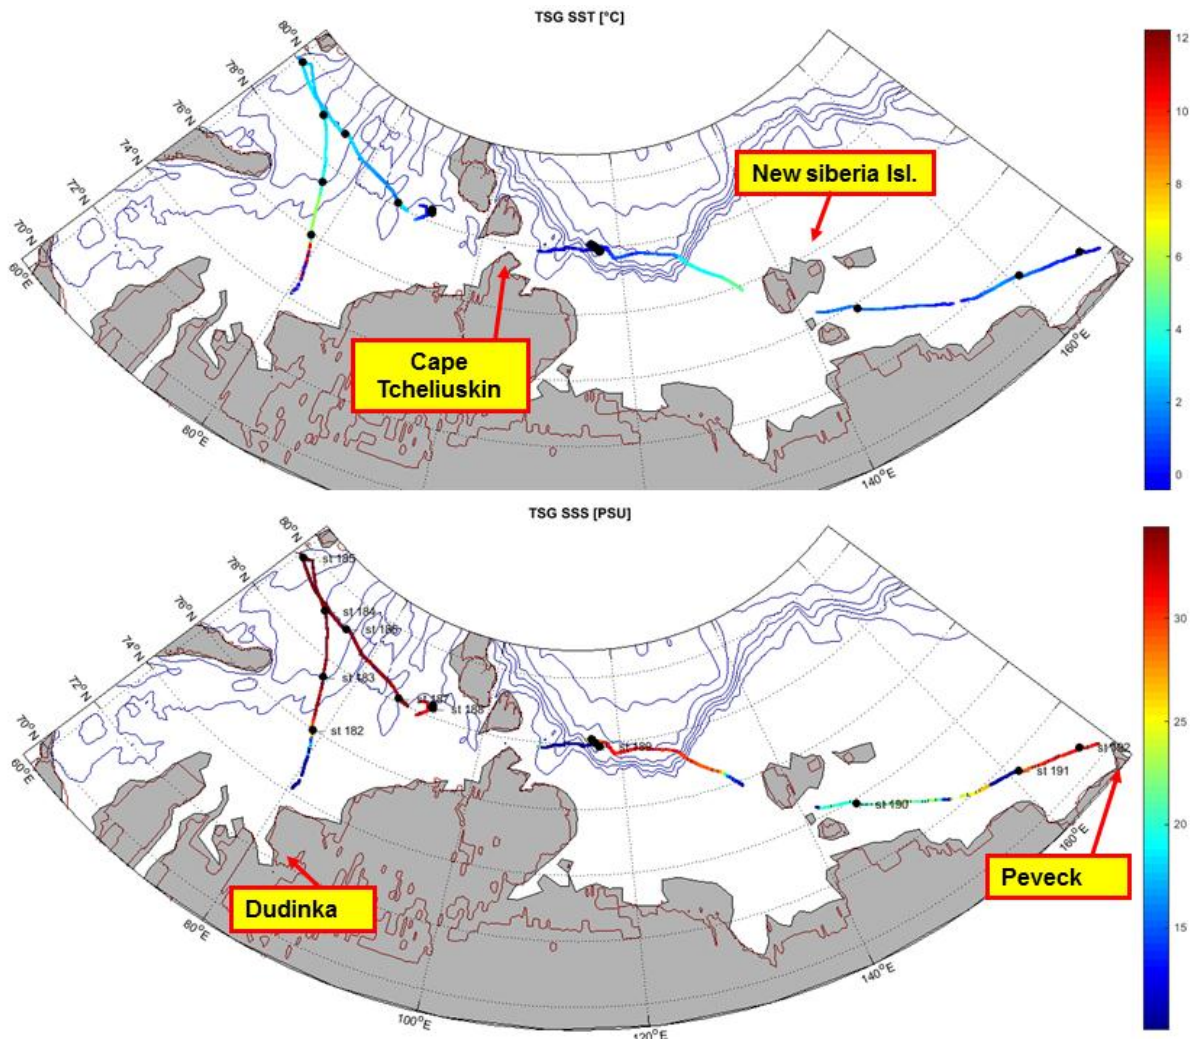 TSG SST [°C]
80°N
78°N
76°N
74°N
72°N
70°N
60°E
80°E
140°E
160°E
New siberia Isl.
Cape
Tcheliuskin
12
10
8
6
4
2
0
TSG SSS [PSU]
80°N
78°N
76°N
74°N
72°N
70°N
60°E
80°E
100°E
120°E
140°E
160°E
st 185
st 184
st 186
st 183
st 187
st 188
st 182
st 189
st 190
st 191
st 192
Dudinka
Peveck
30
25
20
15